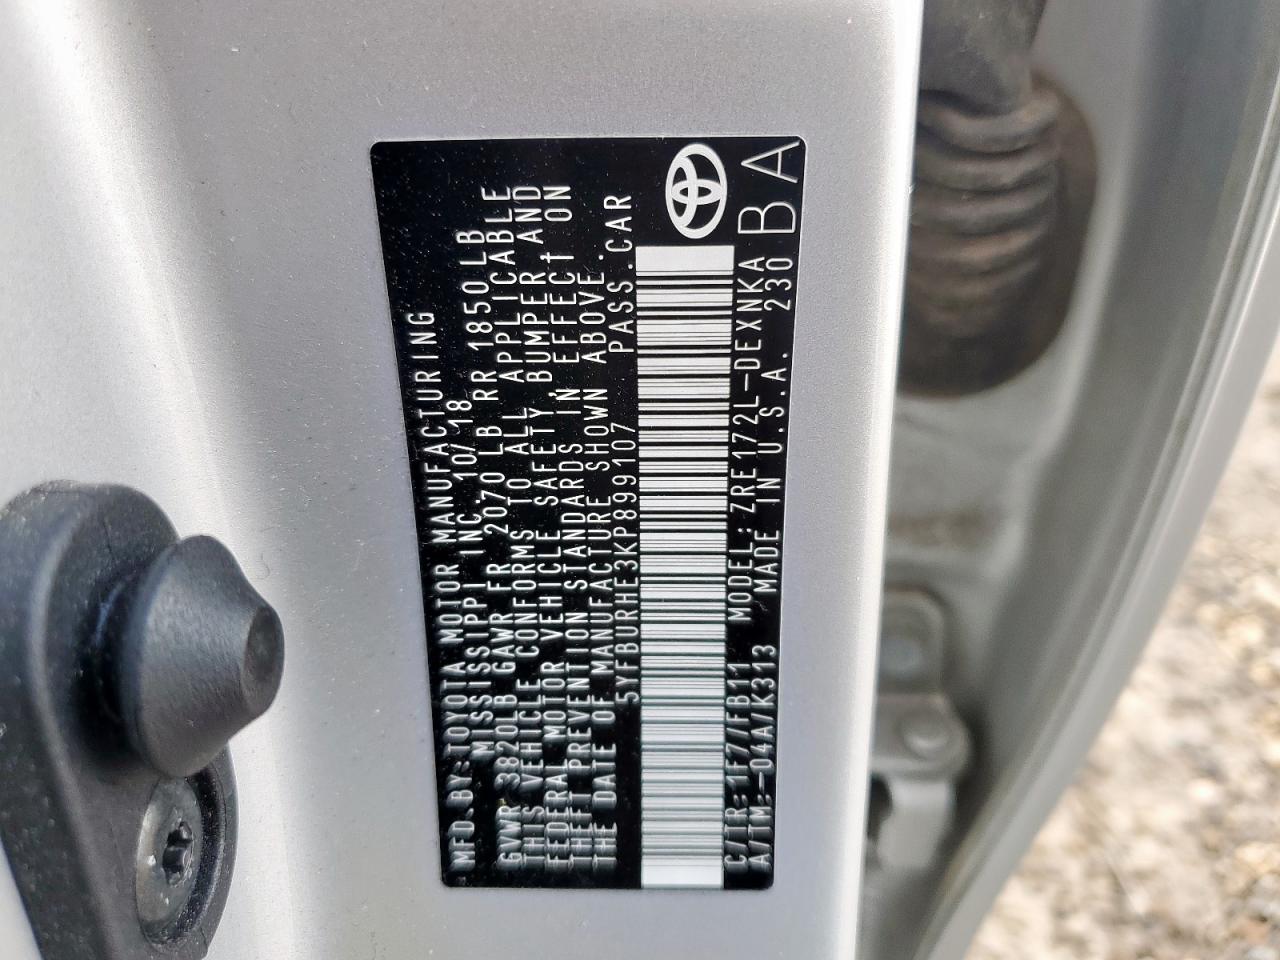 MFD.BY:TOYOTA MOTOR MANUFACTURING
MISSISSIPPI INC. 10/18
GVWR 3820LB GAWR FR 2070LB RR 1850LB
THIS VEHICLE CONFORMS TO ALL APPLICABLE
FEDERAL MOTOR VEHICLE SAFETY, BUMPER, AND
THEFT PREVENTION STANDARDS IN EFFECT ON
THE DATE OF MANUFACTURE SHOWN ABOVE.
5YFBURHE3KP899107 PASS.CAR
C/TR: 1F7/FB11 MODEL: ZRE172L-DEXNKA
A/TM: -04A/K313 MADE IN U.S.A. 230
BA